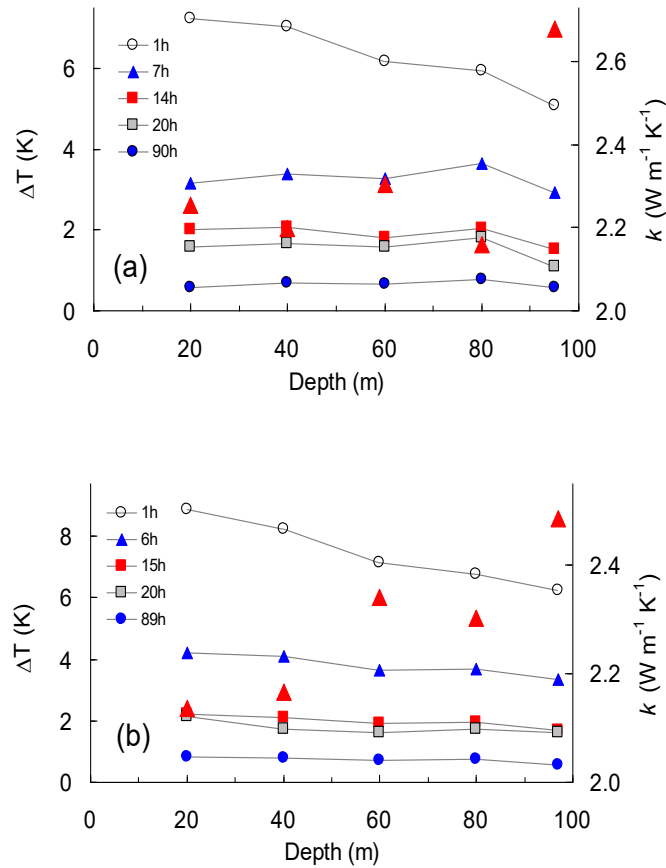 1h
7h
14h
20h
90h
(a)
ΔT (K)
0
2
4
6
k (W m⁻¹ K⁻¹)
2.0
2.2
2.4
2.6
0 20 40 60 80 100
Depth (m)
1h
6h
15h
20h
89h
(b)
ΔT (K)
0
2
4
6
8
k (W m⁻¹ K⁻¹)
2.0
2.2
2.4
0 20 40 60 80 100
Depth (m)